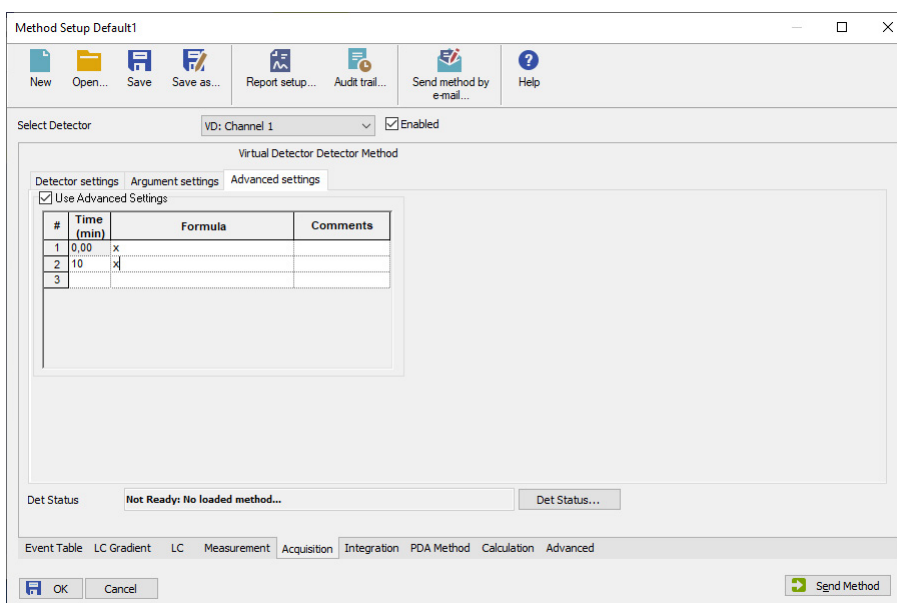 Method Setup Default1
New Open... Save Save as... Report setup... Audit trail... Send method by e-mail... Help
Select Detector VD: Channel 1 Enabled
Virtual Detector Detector Method
Detector settings Argument settings Advanced settings
Use Advanced Settings
# Time (min) Formula Comments
1 0,00 x
2 10 x
3
Det Status Not Ready: No loaded method... Det Status...
Event Table LC Gradient LC Measurement Acquisition Integration PDA Method Calculation Advanced
OK Cancel Send Method